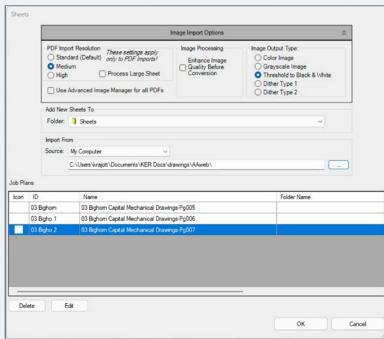 Sheets
Image Import Options
PDF Import Resolution
Standard (Default)
Medium
High
These settings apply only to PDF Imports!
Process Large Sheet
Use Advanced Image Manager for all PDFs
Image Processing
Enhance Image Quality Before Conversion
Image Output Type:
Color Image
Grayscale Image
Threshold to Black & White
Dither Type 1
Dither Type 2
Add New Sheets To
Folder: Sheets
Import From
Source: My Computer
C:\Users\krajott\Documents\KER Docs\drawings\AAweb\
...
Job Plans
Icon ID Name Folder Name
03 Bighorn 03 Bighorn Capital Mechanical Drawings-Pg005
03 Bigho.1 03 Bighorn Capital Mechanical Drawings-Pg006
03 Bigho.2 03 Bighorn Capital Mechanical Drawings-Pg007
Delete Edit
OK Cancel